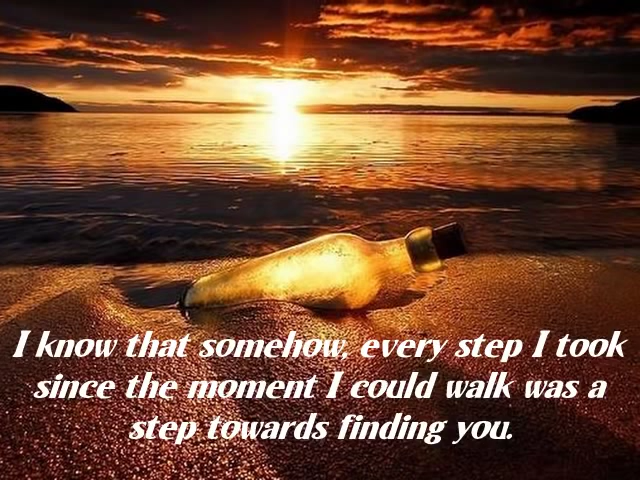 I know that somehow, every step I took
since the moment I could walk was a
step towards finding you.